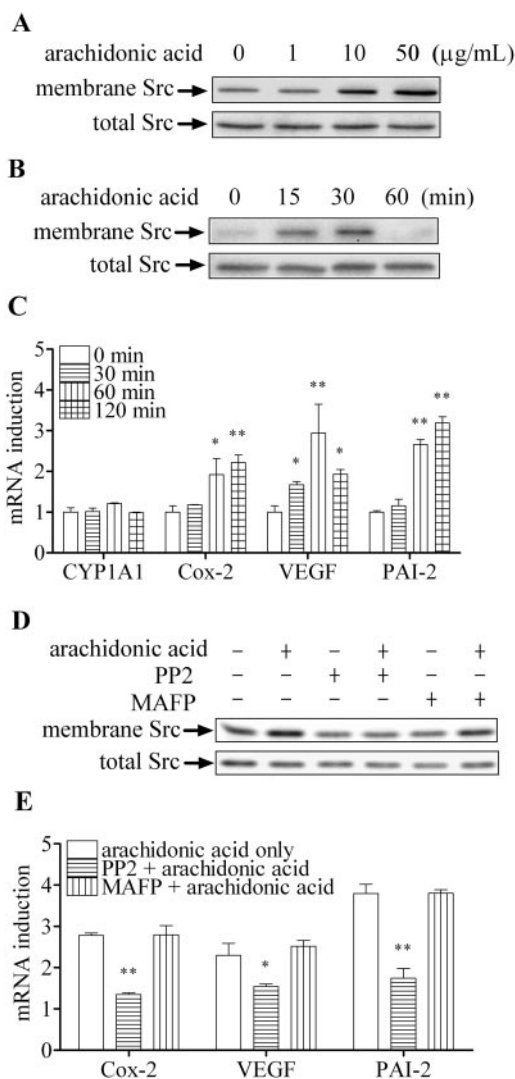 A
arachidonic acid 0 1 10 50 (μg/mL)
membrane Src
total Src
B
arachidonic acid 0 15 30 60 (min)
membrane Src
total Src
C
mRNA induction
5
4
3
2
1
0
0 min
30 min
60 min
120 min
* ** * ** * ** **
CYP1A1 Cox-2 VEGF PAI-2
D
arachidonic acid – + – + – +
PP2 – – + + – –
MAFP – – – – + +
membrane Src
total Src
E
mRNA induction
5
4
3
2
1
0
arachidonic acid only
PP2 + arachidonic acid
MAFP + arachidonic acid
** * **
Cox-2 VEGF PAI-2